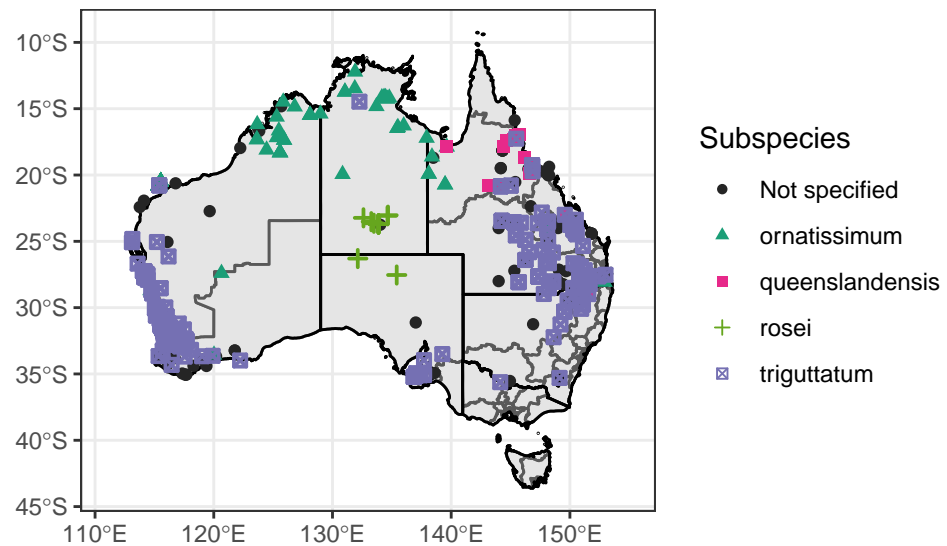 10°S
15°S
20°S
25°S
30°S
35°S
40°S
45°S
110°E 120°E 130°E 140°E 150°E
Subspecies
Not specified
ornatissimum
queenslandensis
rosei
triguttatum